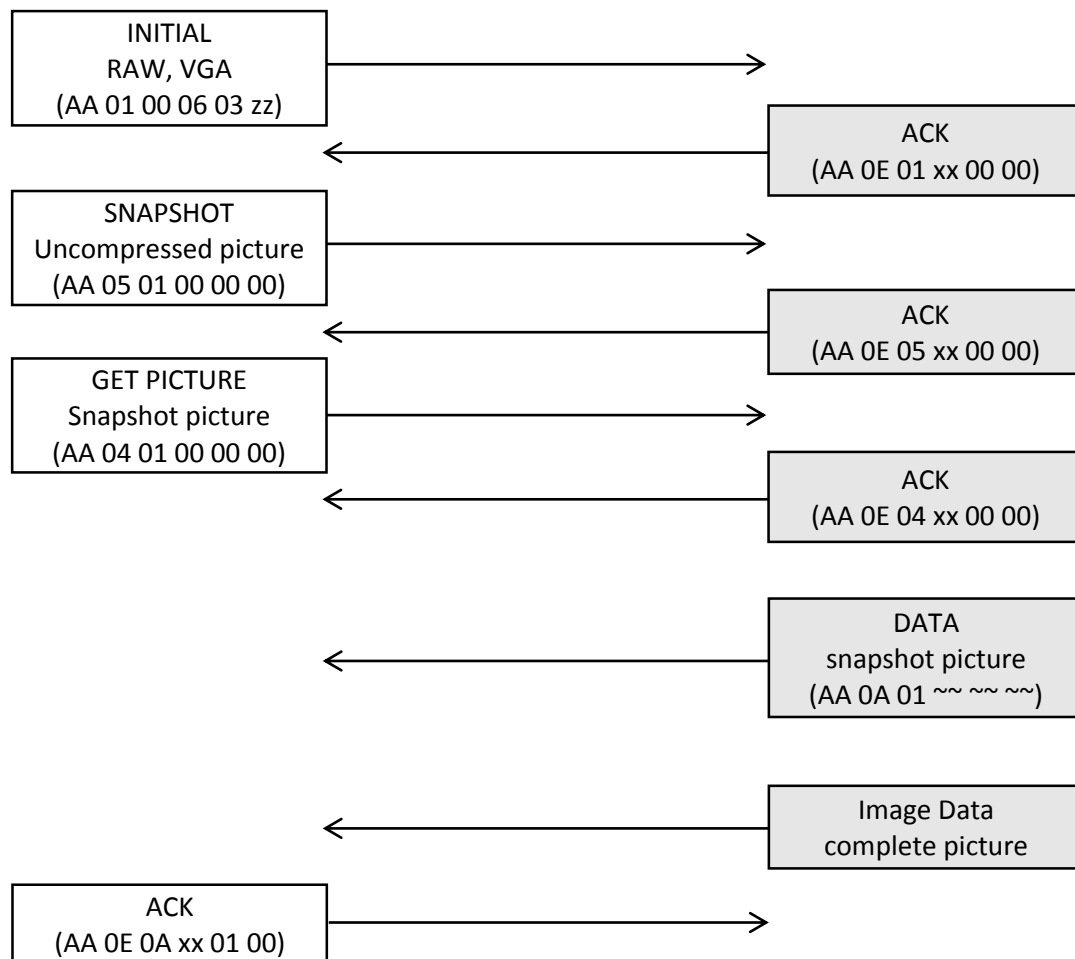 INITIAL
RAW, VGA
(AA 01 00 06 03 zz)
ACK
(AA 0E 01 xx 00 00)
SNAPSHOT
Uncompressed picture
(AA 05 01 00 00 00)
ACK
(AA 0E 05 xx 00 00)
GET PICTURE
Snapshot picture
(AA 04 01 00 00 00)
ACK
(AA 0E 04 xx 00 00)
DATA
snapshot picture
(AA 0A 01 ~~ ~~ ~~)
Image Data
complete picture
ACK
(AA 0E 0A xx 01 00)